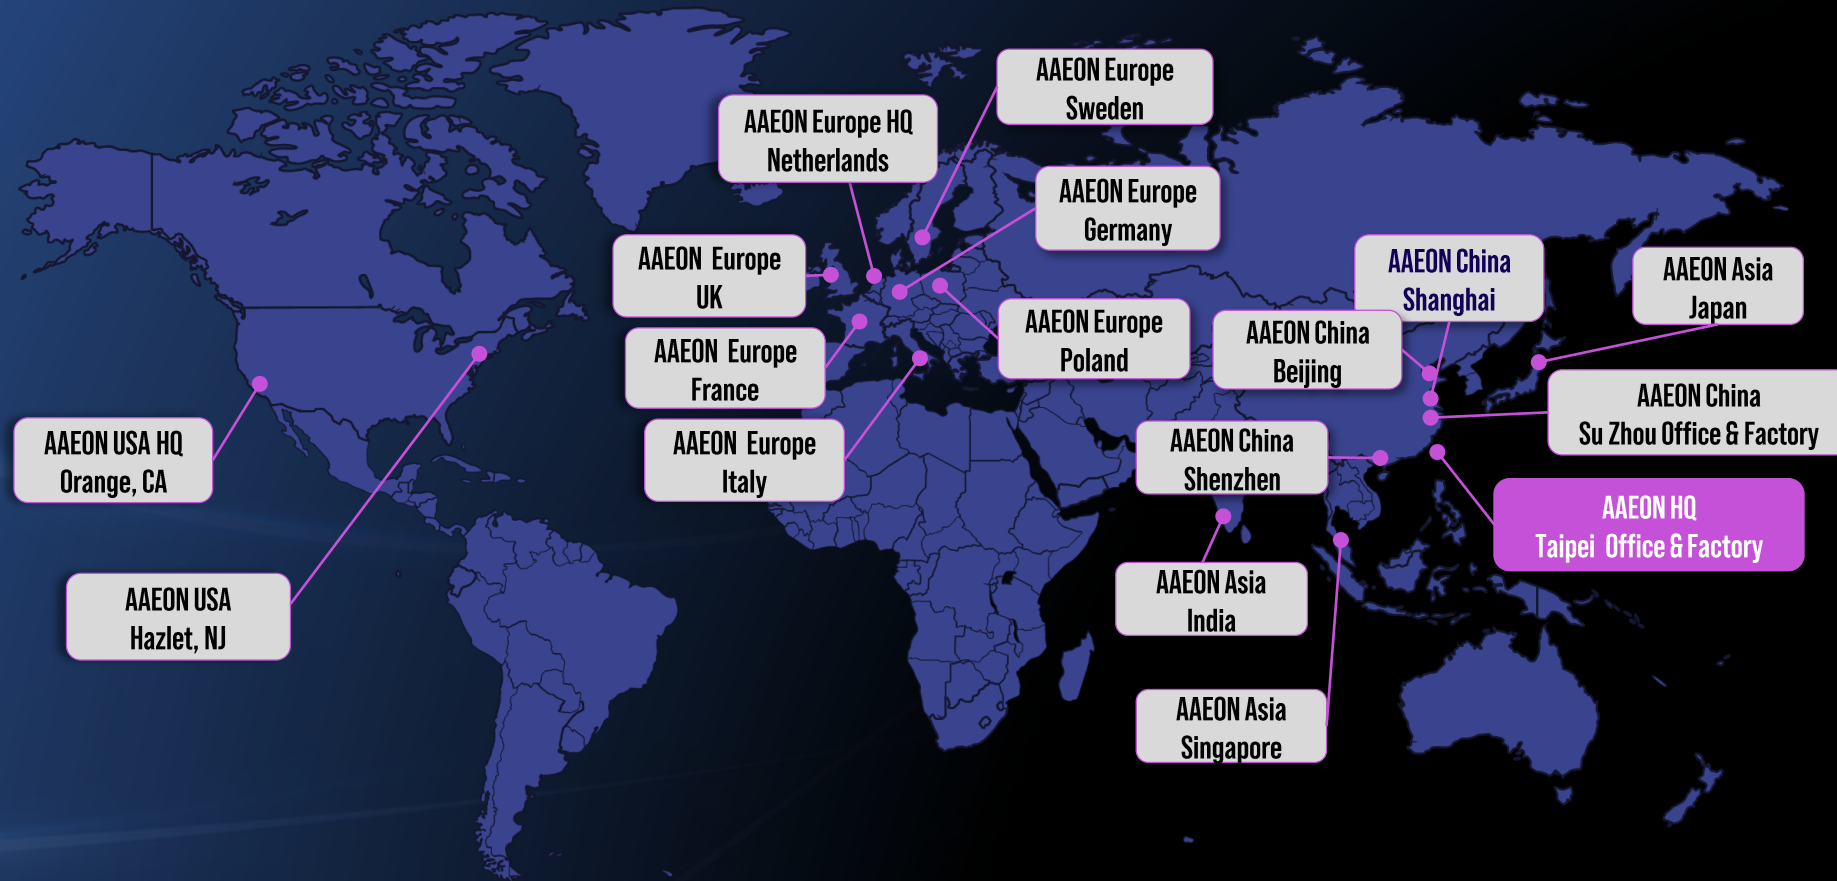 AAEON Europe
Sweden
AAEON Europe HQ
Netherlands
AAEON Europe
Germany
AAEON Europe
UK
AAEON China
Shanghai
AAEON Asia
Japan
AAEON Europe
France
AAEON Europe
Poland
AAEON China
Beijing
AAEON China
Su Zhou Office & Factory
AAEON USA HQ
Orange, CA
AAEON Europe
Italy
AAEON China
Shenzhen
AAEON HQ
Taipei Office & Factory
AAEON USA
Hazlet, NJ
AAEON Asia
India
AAEON Asia
Singapore